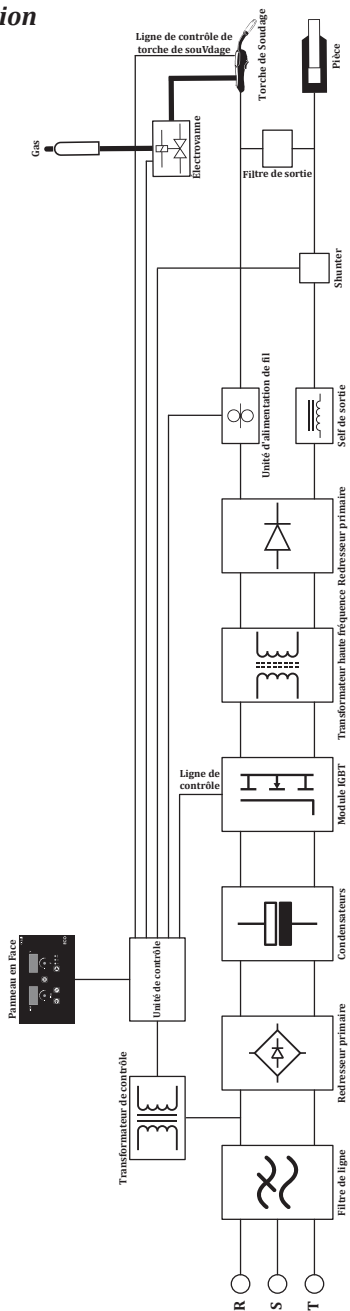 ion
Ligne de contrôle de
torche de souVdage
Torche de Soudage
Pièce
Gas
Electrovanne
Filtre de sortie
Shunter
Unité d'alimentation de fil
Self de sortie
Redresseur primaire
Transformateur haute fréquence
Ligne de
contrôle
Module IGBT
Panneau en Face
Unité de contrôle
Condensateurs
Transformateur de contrôle
Redresseur primaire
Filtre de ligne
R
S
T